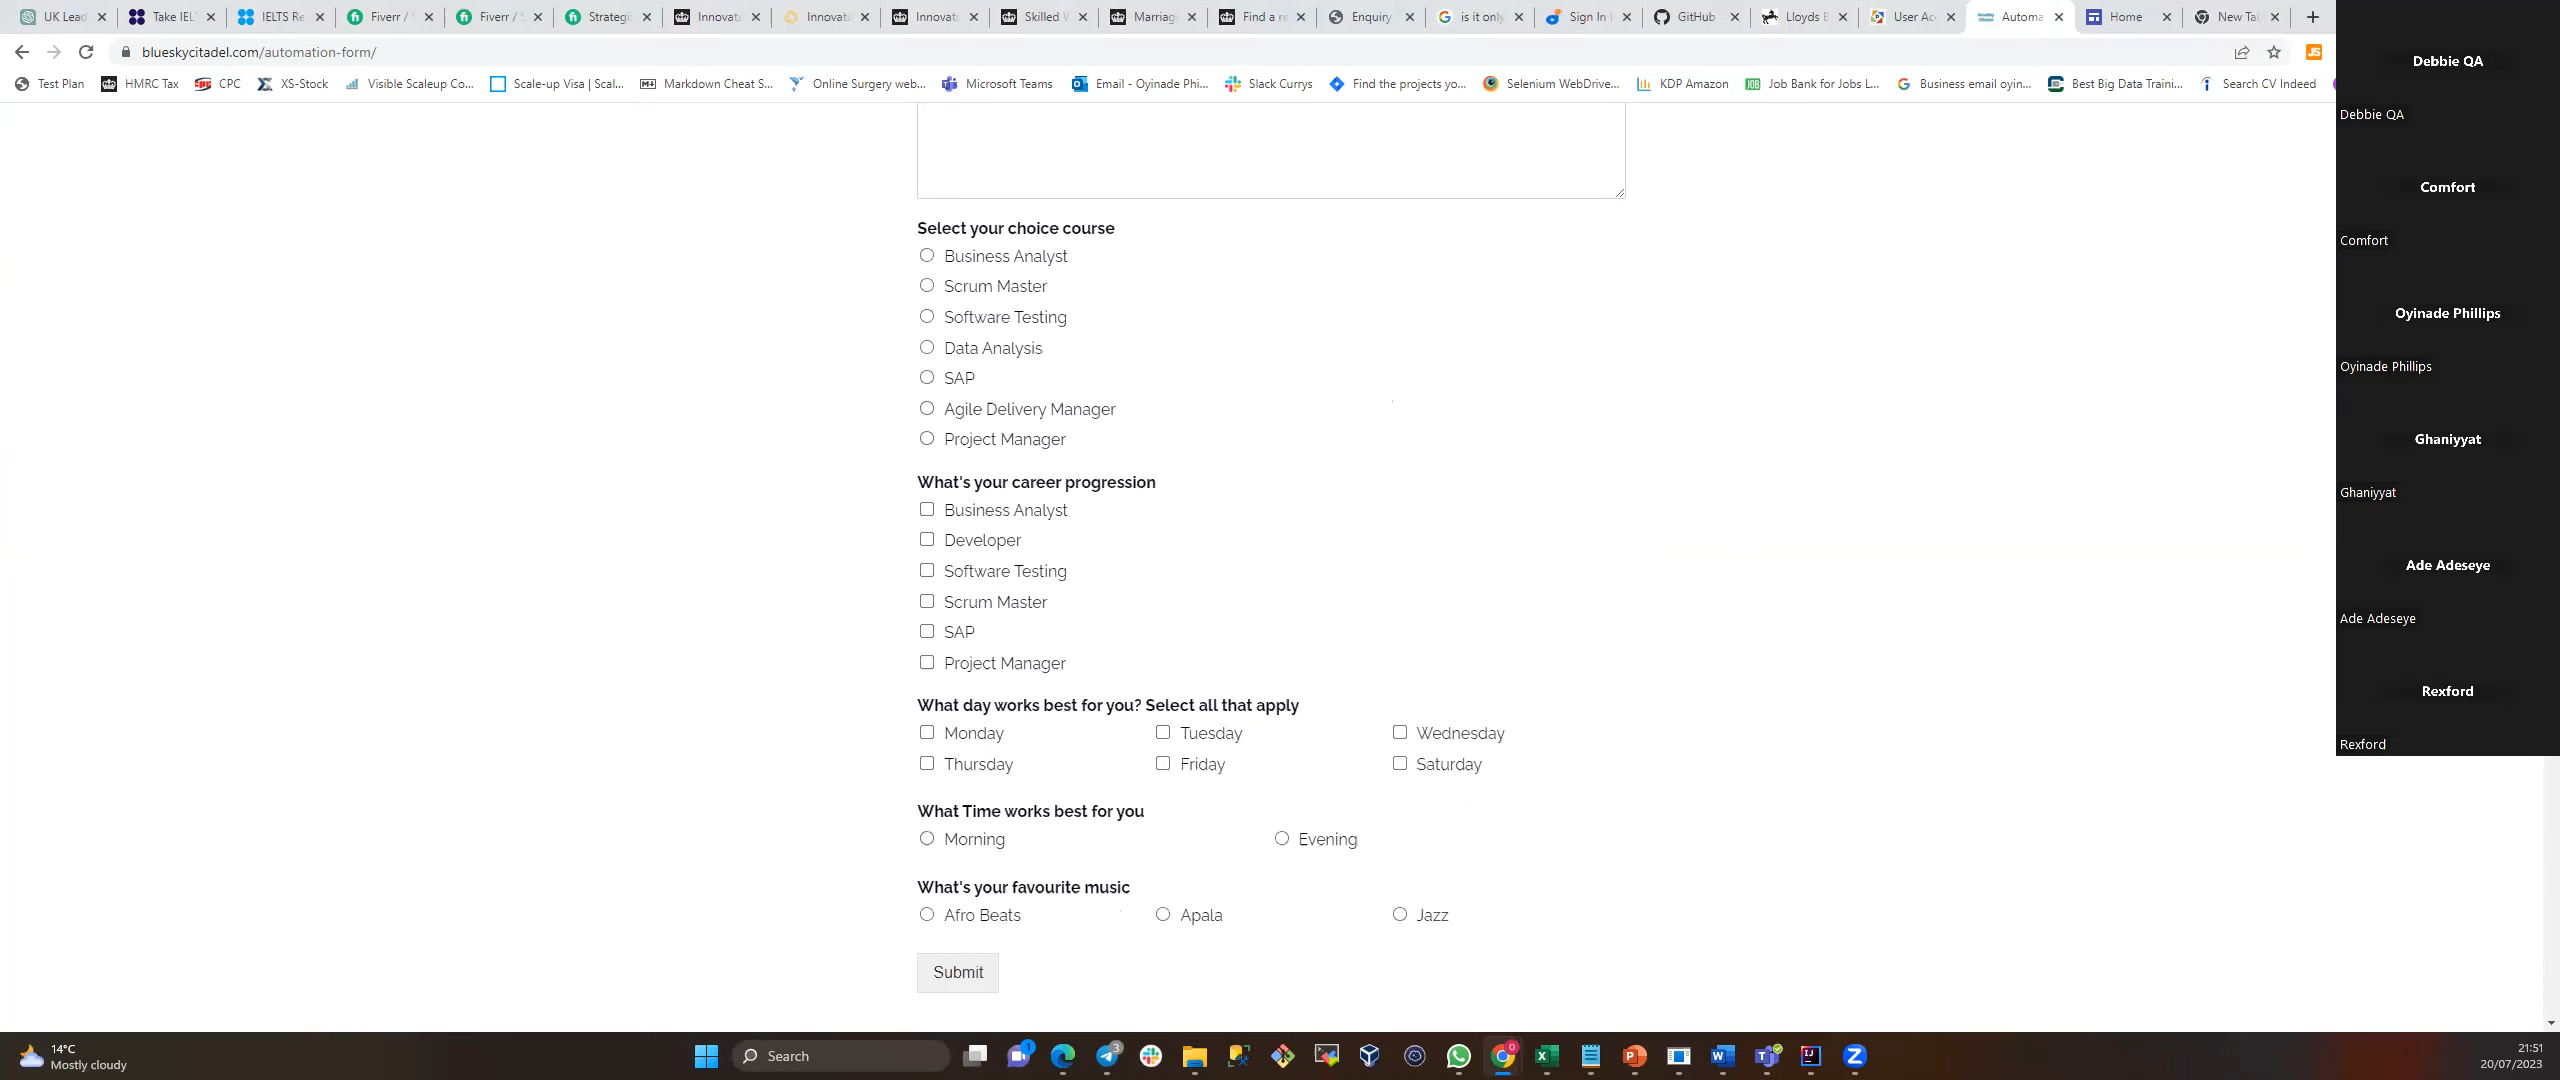 UK Lead
Take IEL
IELTS Re
Fiverr /
Fiverr /
Strategi
Innovat
Innovat
Innovat
Skilled
Marriag
Find a re
Enquiry
is it only
Sign In
GitHub
Lloyds
User Ac
Automa
Home
New Ta
blueskycitadel.com/automation-form/
Test Plan
HMRC Tax
CPC
XS-Stock
Visible Scaleup Co...
Scale-up Visa | Scal...
Markdown Cheat S...
Online Surgery web...
Microsoft Teams
Email - Oyinade Phi...
Slack Currys
Find the projects yo...
Selenium WebDrive...
KDP Amazon
Job Bank for Jobs L...
Business email oyin...
Best Big Data Traini...
Search CV Indeed
Select your choice course
Business Analyst
Scrum Master
Software Testing
Data Analysis
SAP
Agile Delivery Manager
Project Manager
What's your career progression
Business Analyst
Developer
Software Testing
Scrum Master
SAP
Project Manager
What day works best for you? Select all that apply
Monday Tuesday Wednesday
Thursday Friday Saturday
What Time works best for you
Morning Evening
What's your favourite music
Afro Beats Apala Jazz
Submit
Debbie QA
Debbie QA
Comfort
Comfort
Oyinade Phillips
Oyinade Phillips
Ghaniyyat
Ghaniyyat
Ade Adeseye
Ade Adeseye
Rexford
Rexford
14°C
Mostly cloudy
Search
21:51
20/07/2023